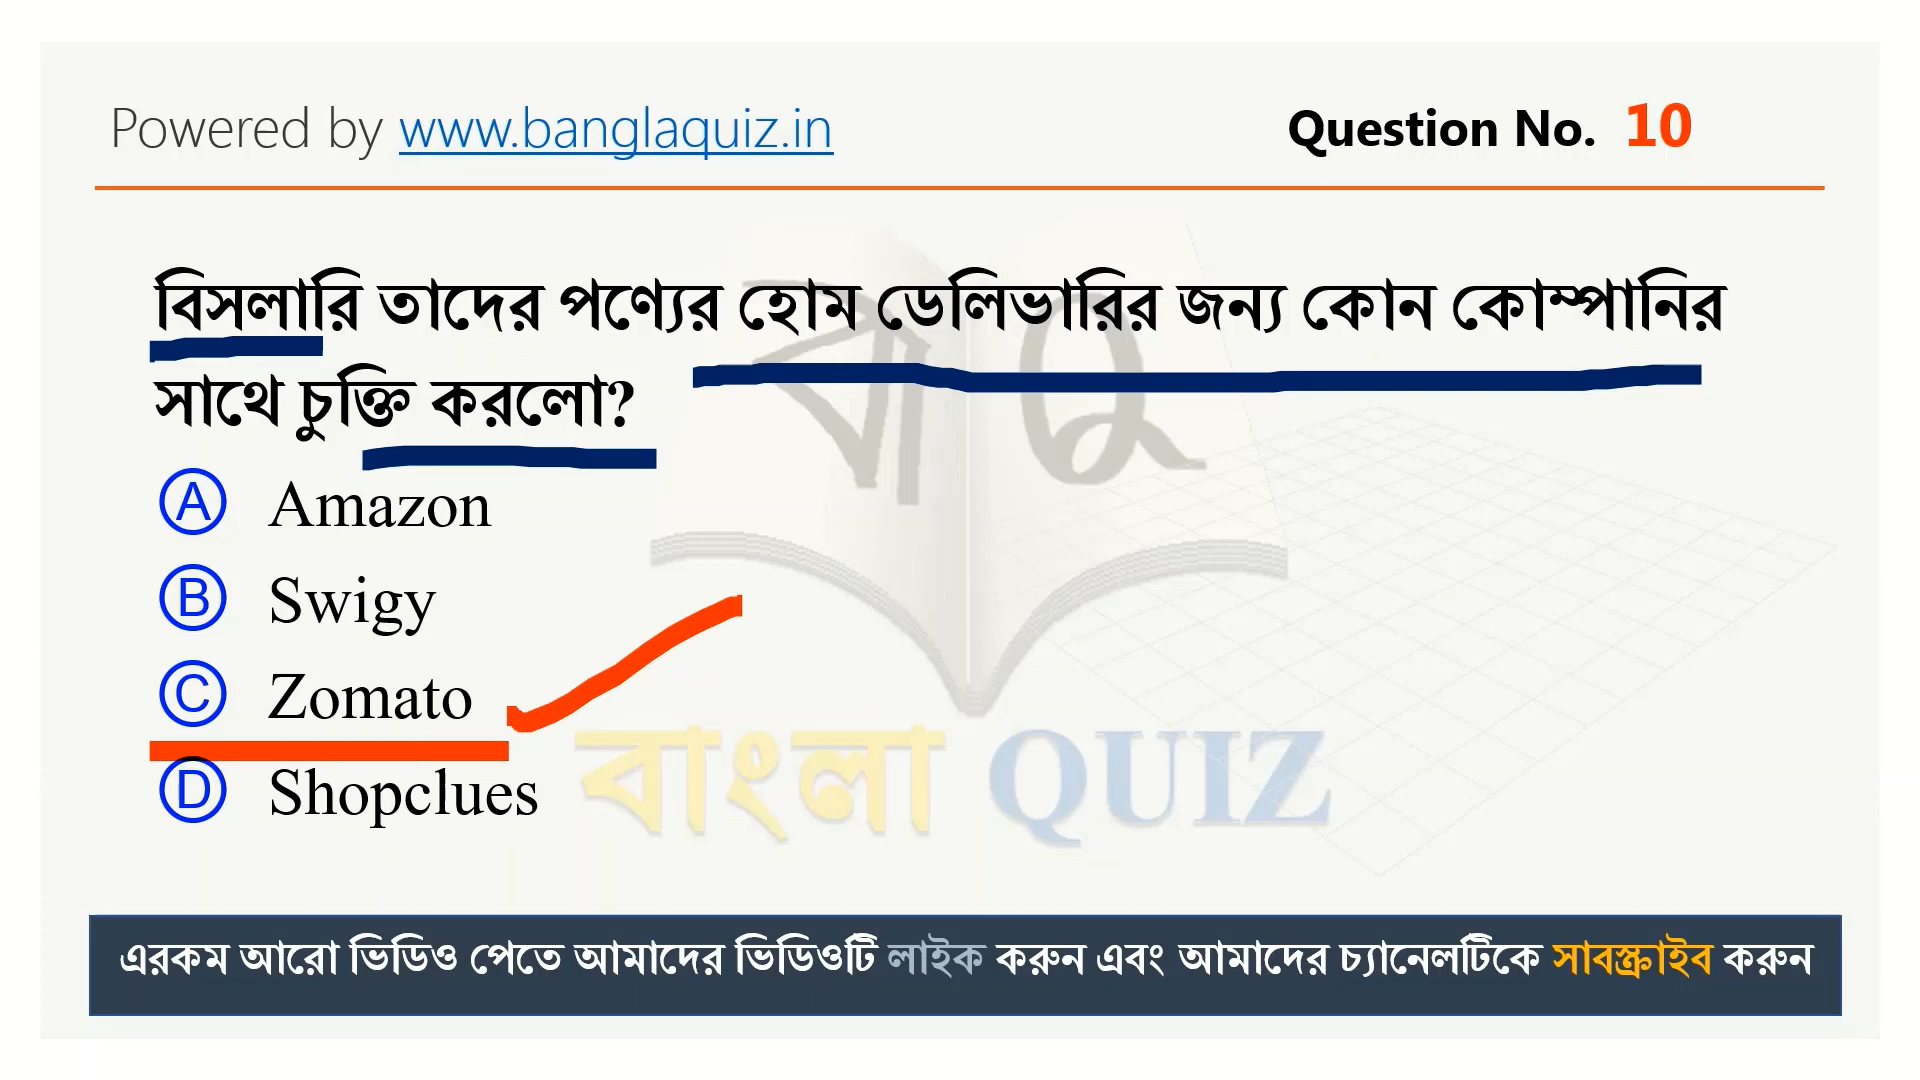 Powered by www.banglaquiz.in
Question No. 10
বিসলারি তাদের পণ্যের হোম ডেলিভারির জন্য কোন কোম্পানির
সাথে চুক্তি করলো?
A Amazon
B Swigy
C Zomato
D Shopclues
বাংলা QUIZ
এরকম আরো ভিডিও পেতে আমাদের ভিডিওটি লাইক করুন এবং আমাদের চ্যানেলটিকে সাবস্ক্রাইব করুন